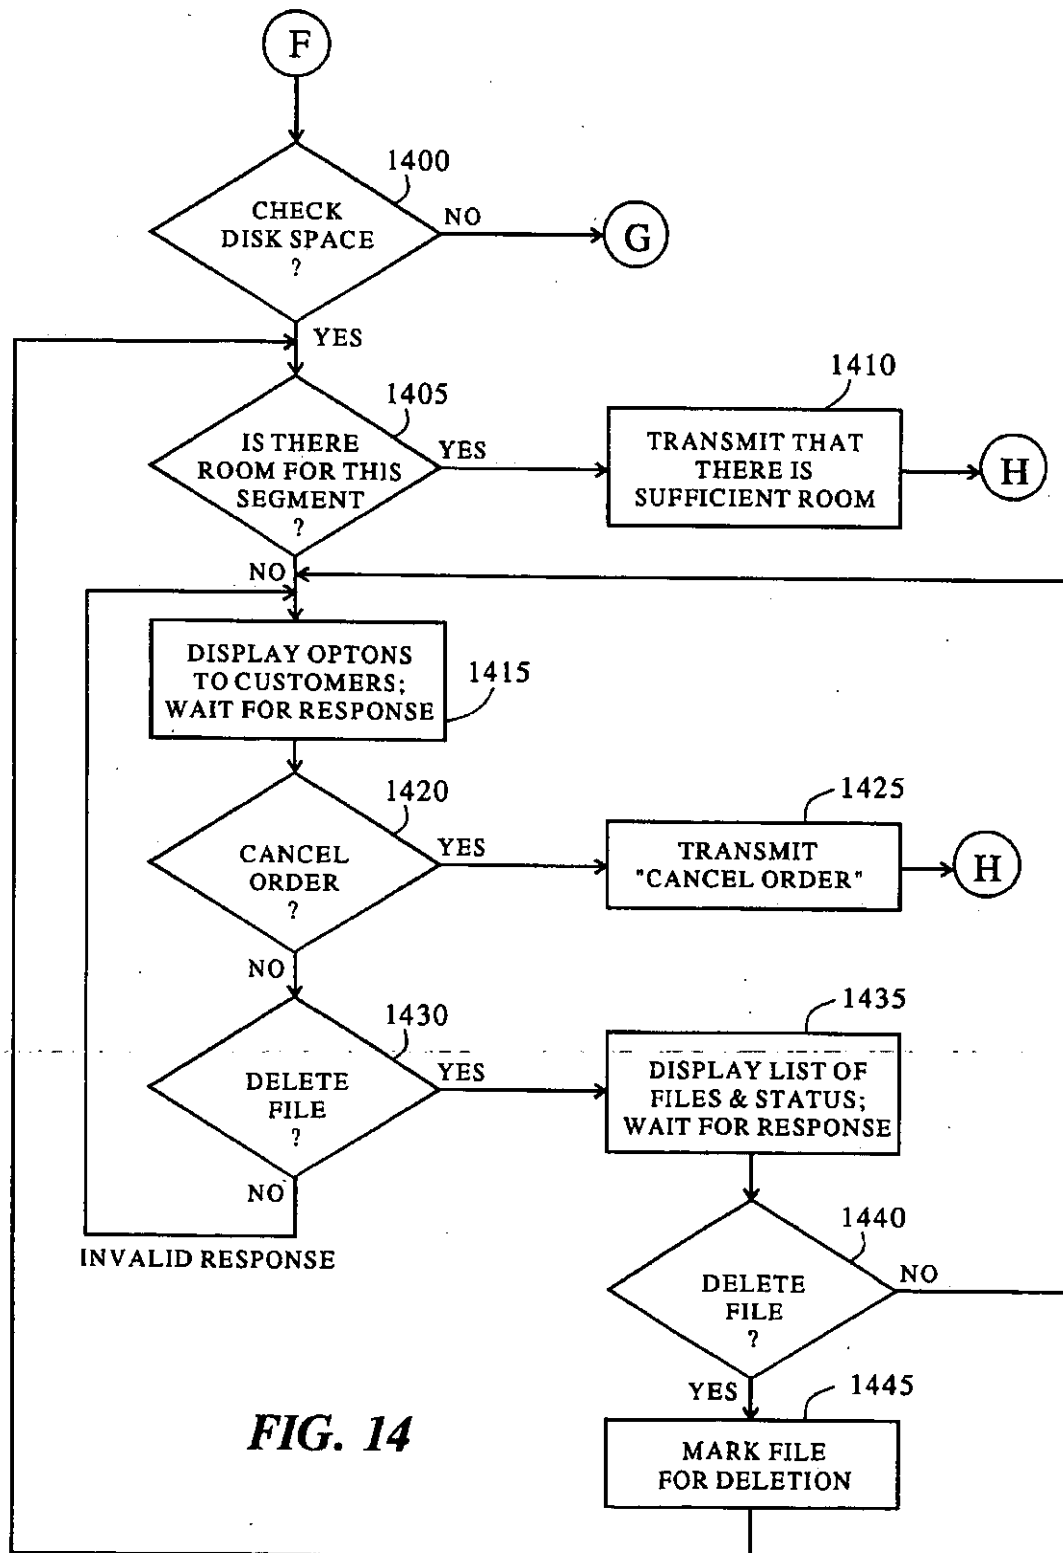 F
1400
CHECK
DISK SPACE
?
NO
G
YES
1405
IS THERE
ROOM FOR THIS
SEGMENT
?
YES
1410
TRANSMIT THAT
THERE IS
SUFFICIENT ROOM
H
NO
DISPLAY OPTONS
TO CUSTOMERS;
WAIT FOR RESPONSE
1415
1420
CANCEL
ORDER
?
YES
1425
TRANSMIT
"CANCEL ORDER"
H
NO
1430
DELETE
FILE
?
YES
1435
DISPLAY LIST OF
FILES & STATUS;
WAIT FOR RESPONSE
NO
INVALID RESPONSE
1440
DELETE
FILE
?
NO
YES
1445
MARK FILE
FOR DELETION
FIG. 14